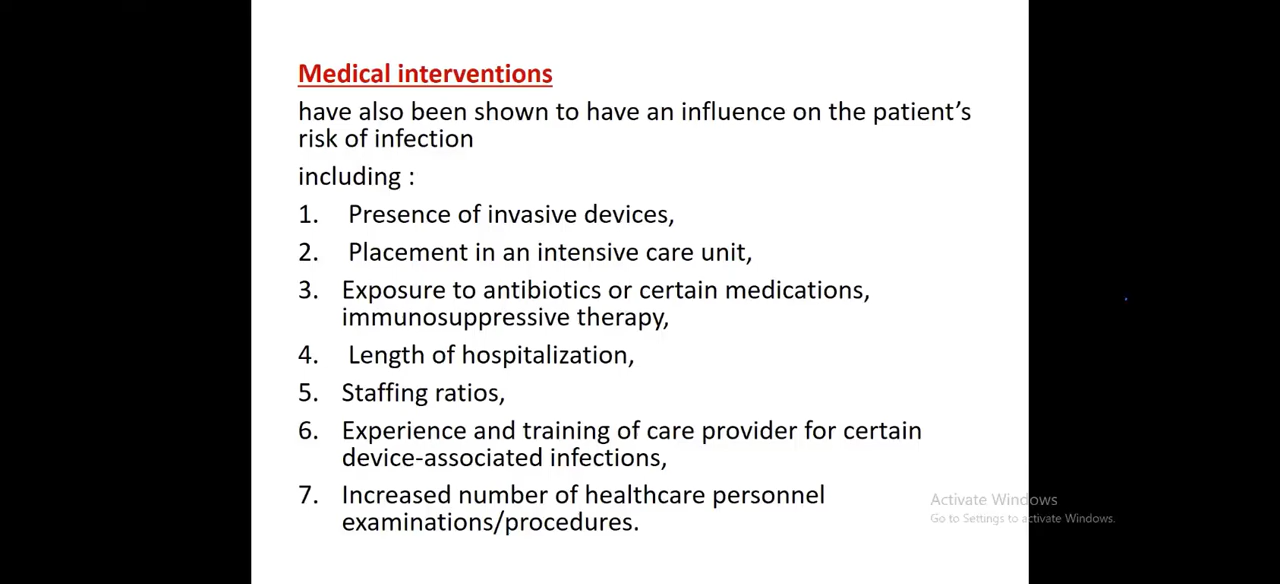 Medical interventions
have also been shown to have an influence on the patient’s
risk of infection
including :
1. Presence of invasive devices,
2. Placement in an intensive care unit,
3. Exposure to antibiotics or certain medications,
immunosuppressive therapy,
4. Length of hospitalization,
5. Staffing ratios,
6. Experience and training of care provider for certain
device-associated infections,
7. Increased number of healthcare personnel
examinations/procedures.
Activate Windows
Go to Settings to activate Windows.